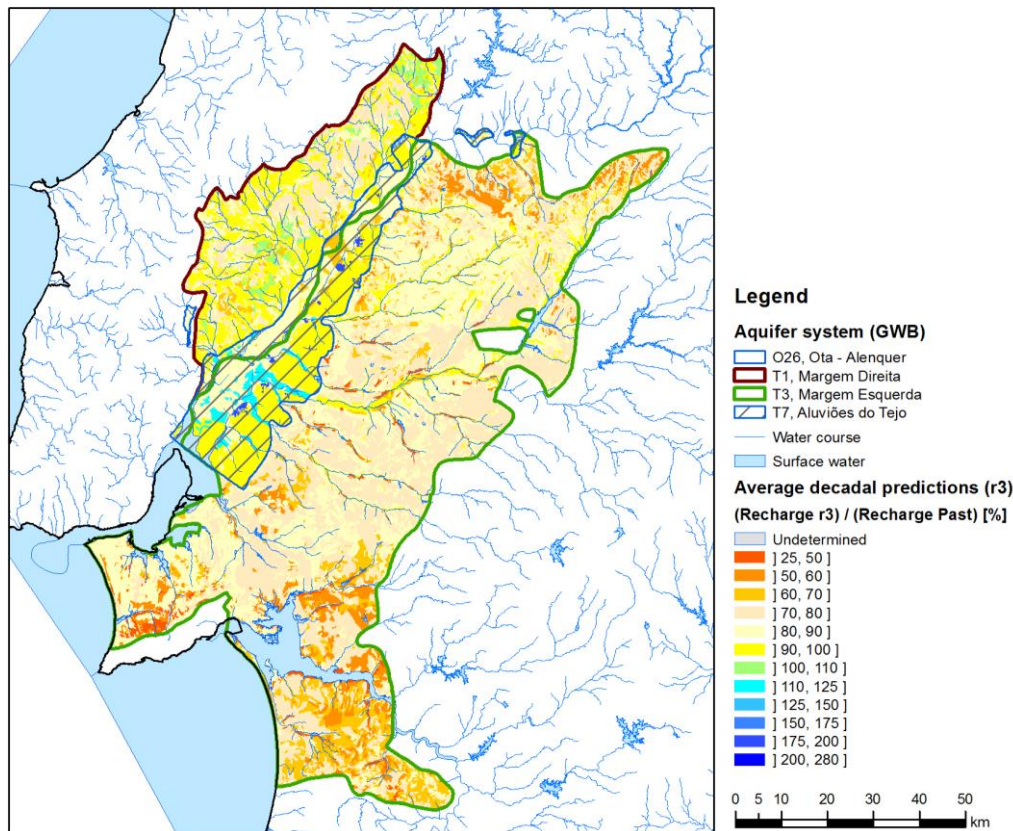 Legend
Aquifer system (GWB)
O26, Ota - Alenquer
T1, Margem Direita
T3, Margem Esquerda
T7, Aluviões do Tejo
Water course
Surface water
Average decadal predictions (r3)
(Recharge r3) / (Recharge Past) [%]
Undetermined
] 25, 50 ]
] 50, 60 ]
] 60, 70 ]
] 70, 80 ]
] 80, 90 ]
] 90, 100 ]
] 100, 110 ]
] 110, 125 ]
] 125, 150 ]
] 150, 175 ]
] 175, 200 ]
] 200, 280 ]
0 5 10 20 30 40 50
km